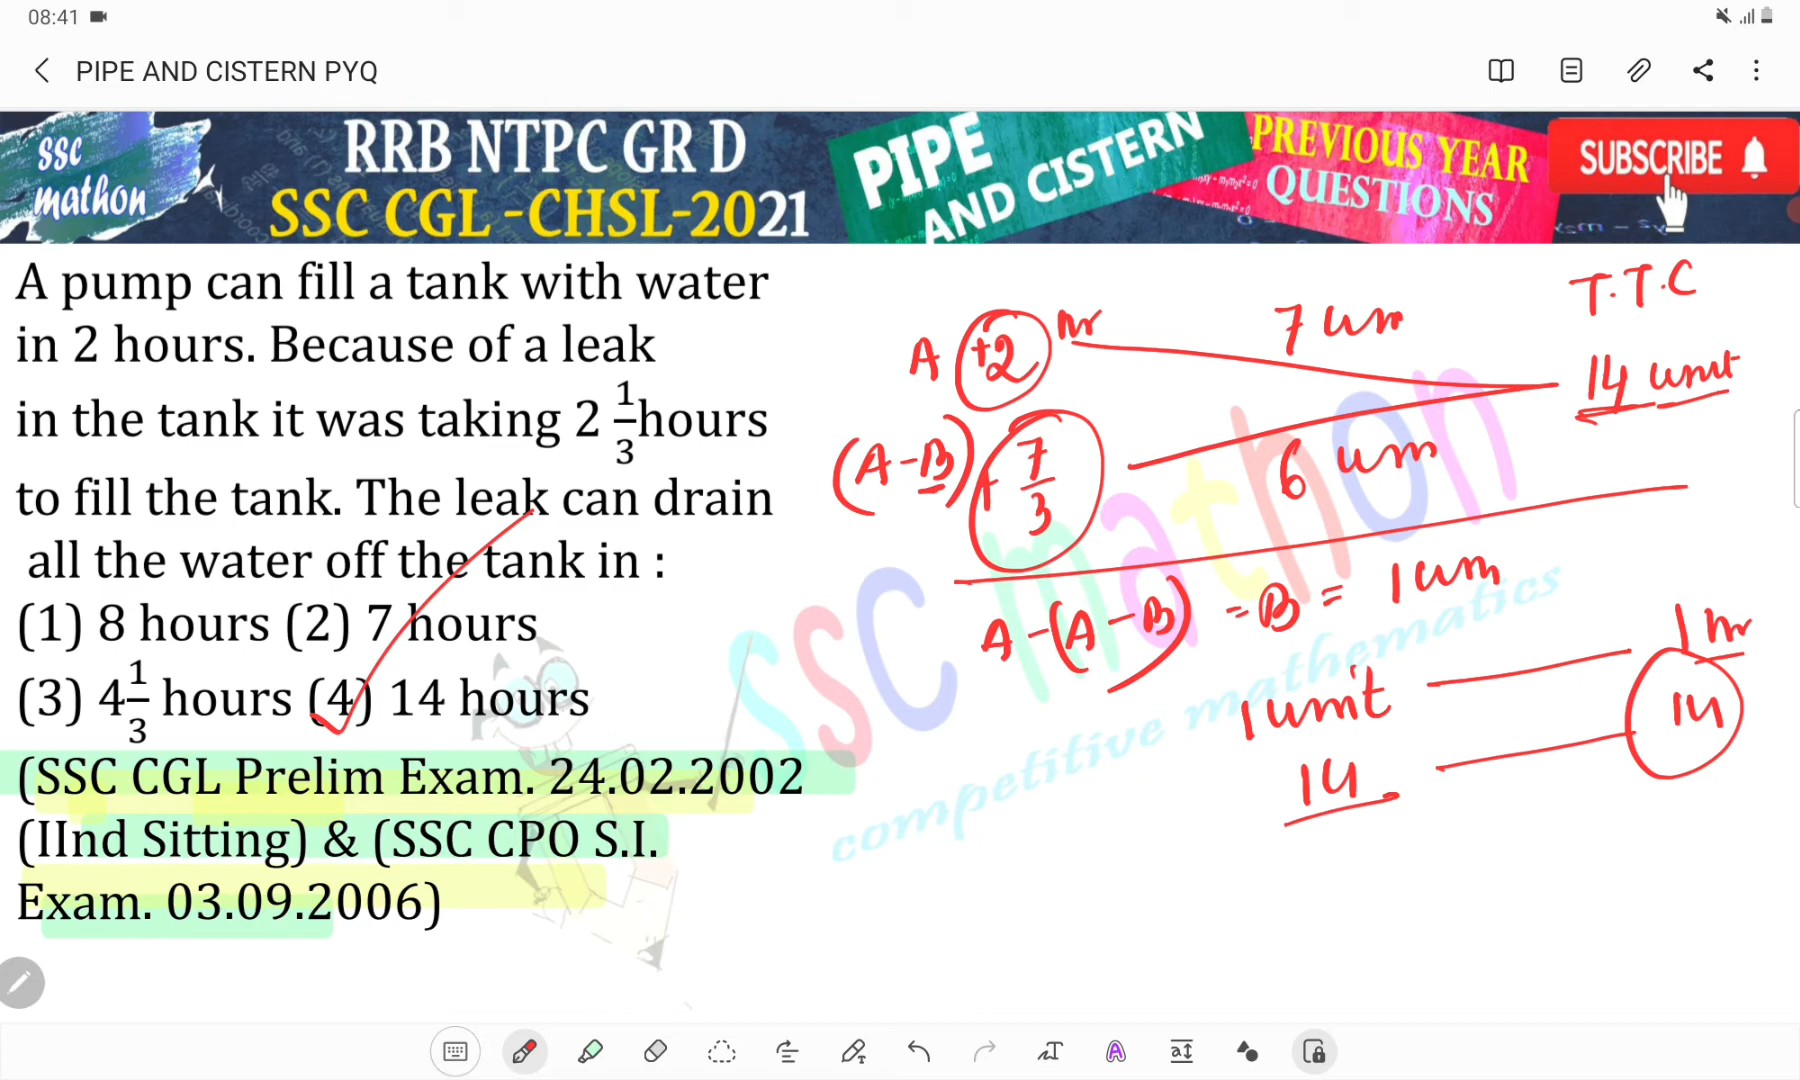 08:41
PIPE AND CISTERN PYQ
ssc
mathon
RRB NTPC GR D
SSC CGL -CHSL-2021
PIPE
AND CISTERN
PREVIOUS YEAR
QUESTIONS
SUBSCRIBE
A pump can fill a tank with water
in 2 hours. Because of a leak
in the tank it was taking 2 1/3 hours
to fill the tank. The leak can drain
all the water off the tank in :
(1) 8 hours (2) 7 hours
(3) 4 1/3 hours (4) 14 hours
(SSC CGL Prelim Exam. 24.02.2002
(IInd Sitting) & (SSC CPO S.I.
Exam. 03.09.2006)
T.T.C
A +2 hr 7 um
14 unit
(A-B) + 7/3 6 um
A-(A-B) = B = 1 um
1 unit 1 hr
14 14
ssc mathon
competitive mathematics